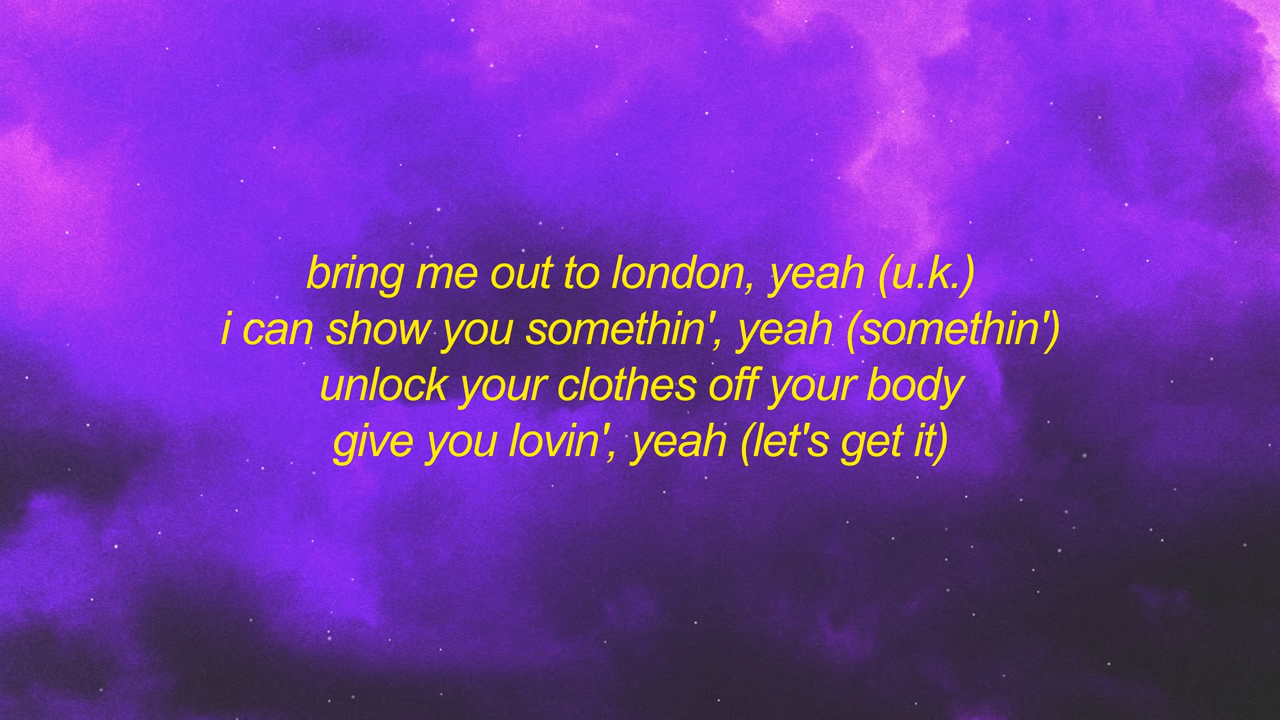 bring me out to london, yeah (u.k.)
i can show you somethin', yeah (somethin')
unlock your clothes off your body
give you lovin', yeah (let's get it)